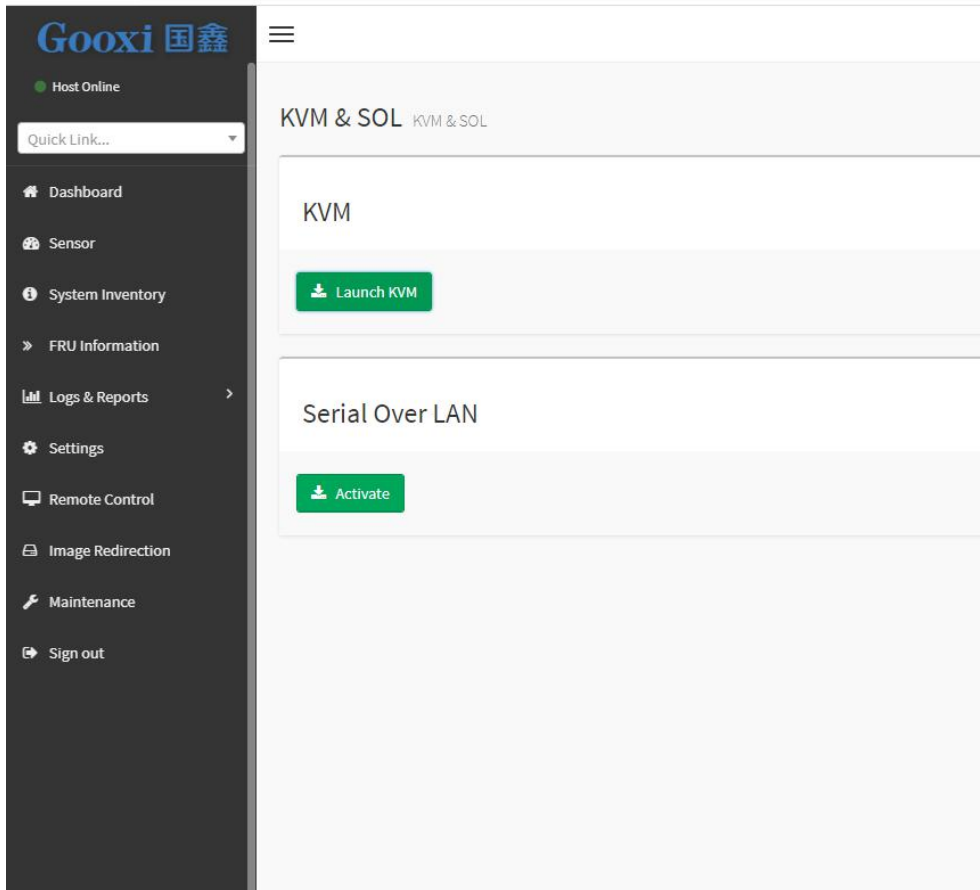 Gooxi 国鑫
Host Online
Quick Link...
Dashboard
Sensor
System Inventory
FRU Information
Logs & Reports
Settings
Remote Control
Image Redirection
Maintenance
Sign out
KVM & SOL KVM & SOL
KVM
Launch KVM
Serial Over LAN
Activate